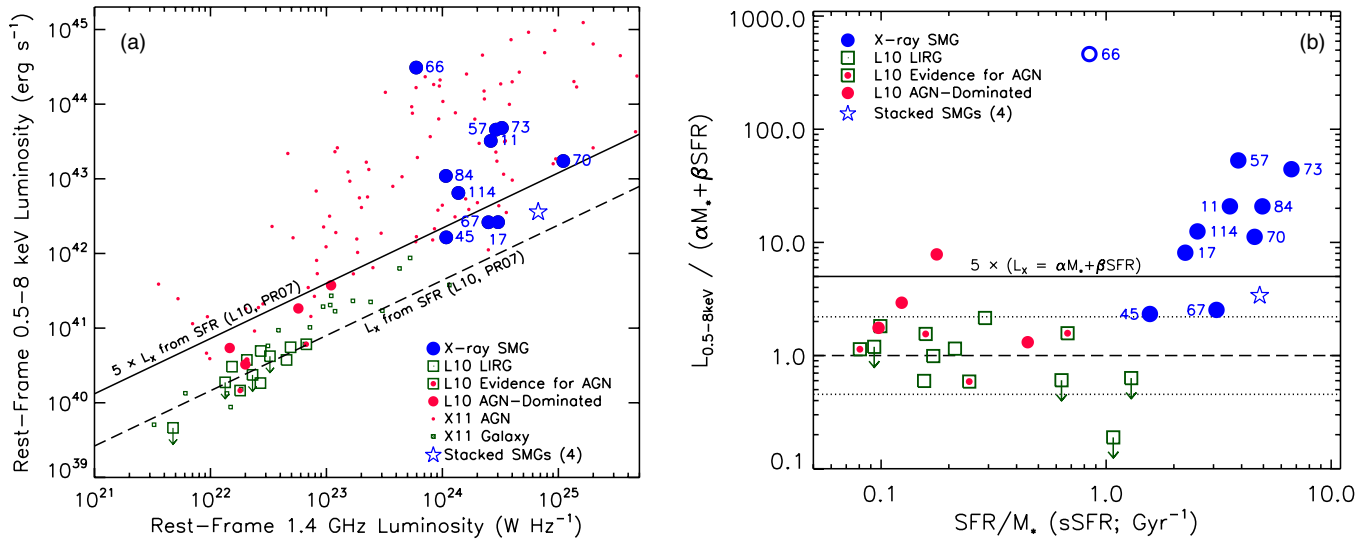 (a)
10^45
10^44
10^43
10^42
10^41
10^40
10^39
Rest-Frame 0.5-8 keV Luminosity (erg s^-1)
66
57
73
11
70
84
114
67
17
45
5 × L_X from SFR (L10, PR07)
L_X from SFR (L10, PR07)
X-ray SMG
L10 LIRG
L10 Evidence for AGN
L10 AGN-Dominated
X11 AGN
X11 Galaxy
Stacked SMGs (4)
10^21
10^22
10^23
10^24
10^25
Rest-Frame 1.4 GHz Luminosity (W Hz^-1)
(b)
1000.0
100.0
10.0
1.0
0.1
L_0.5-8keV / (αM_*+βSFR)
X-ray SMG
L10 LIRG
L10 Evidence for AGN
L10 AGN-Dominated
Stacked SMGs (4)
66
57
73
11
84
114
70
17
5 × (L_X = αM_*+βSFR)
45
67
0.1
1.0
10.0
SFR/M_* (sSFR; Gyr^-1)